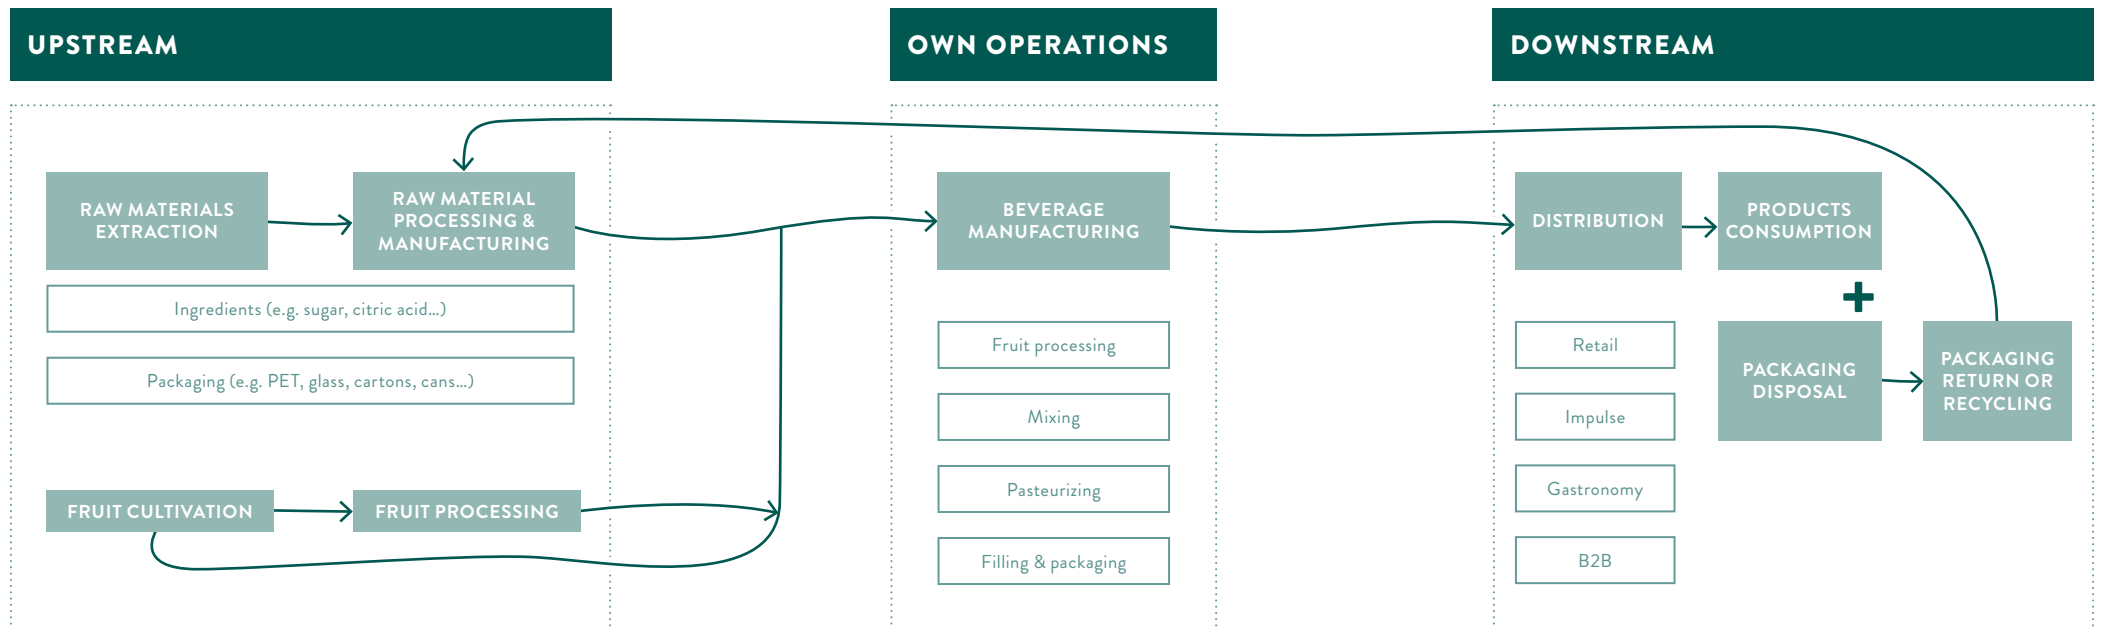 UPSTREAM
OWN OPERATIONS
DOWNSTREAM
RAW MATERIALS
EXTRACTION
RAW MATERIAL
PROCESSING &
MANUFACTURING
Ingredients (e.g. sugar, citric acid…)
Packaging (e.g. PET, glass, cartons, cans…)
FRUIT CULTIVATION
FRUIT PROCESSING
BEVERAGE
MANUFACTURING
Fruit processing
Mixing
Pasteurizing
Filling & packaging
DISTRIBUTION
Retail
Impulse
Gastronomy
B2B
PRODUCTS
CONSUMPTION
+
PACKAGING
DISPOSAL
PACKAGING
RETURN OR
RECYCLING